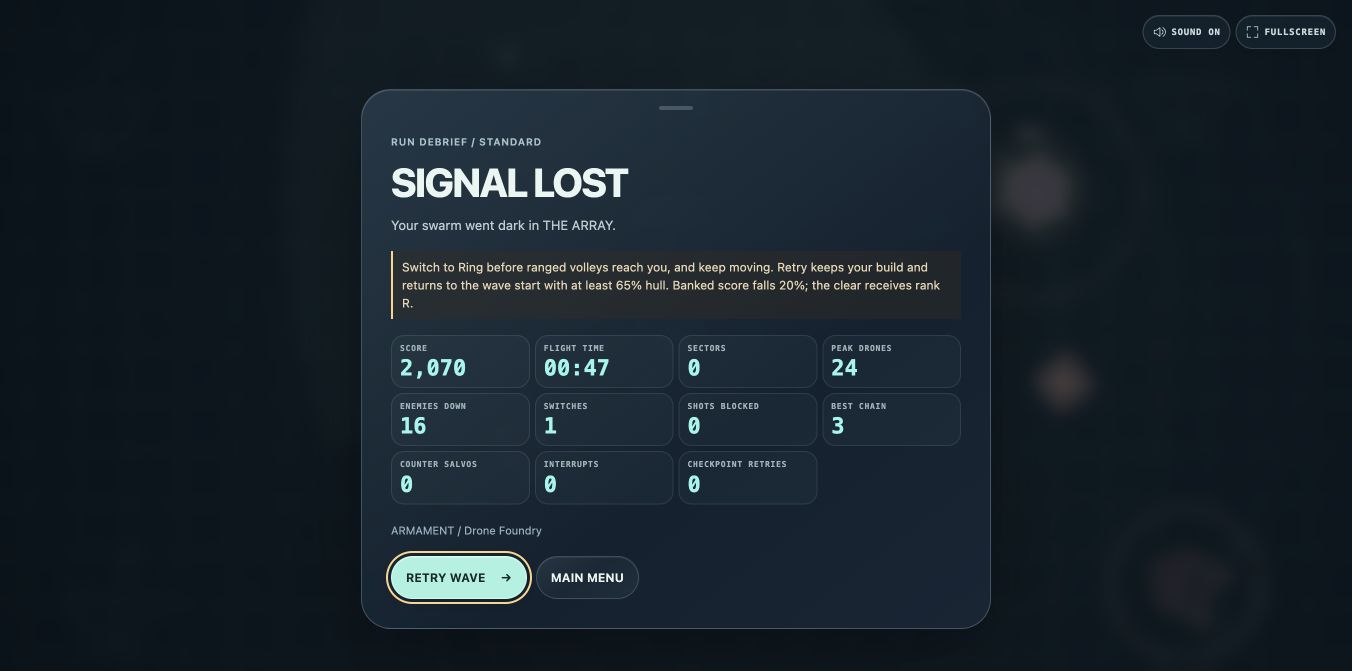 SOUND ON
FULLSCREEN
RUN DEBRIEF / STANDARD
SIGNAL LOST
Your swarm went dark in THE ARRAY.
Switch to Ring before ranged volleys reach you, and keep moving. Retry keeps your build and
returns to the wave start with at least 65% hull. Banked score falls 20%; the clear receives rank
R.
SCORE
2,070
FLIGHT TIME
00:47
SECTORS
0
PEAK DRONES
24
ENEMIES DOWN
16
SWITCHES
1
SHOTS BLOCKED
0
BEST CHAIN
3
COUNTER SALVOS
0
INTERRUPTS
0
CHECKPOINT RETRIES
0
ARMAMENT / Drone Foundry
RETRY WAVE →
MAIN MENU